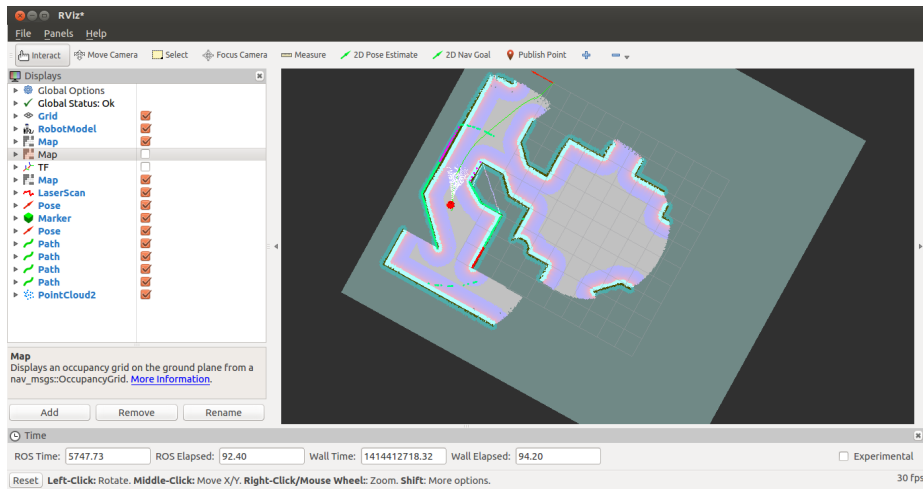 RViz*
File Panels Help
Interact Move Camera Select Focus Camera Measure 2D Pose Estimate 2D Nav Goal Publish Point
Displays
Global Options
Global Status: Ok
Grid
RobotModel
Map
Map
TF
Map
LaserScan
Pose
Marker
Pose
Path
Path
Path
Path
PointCloud2
Map
Displays an occupancy grid on the ground plane from a
nav_msgs::OccupancyGrid. More Information.
Add Remove Rename
Time
ROS Time: 5747.73 ROS Elapsed: 92.40 Wall Time: 1414412718.32 Wall Elapsed: 94.20 Experimental
Reset Left-Click: Rotate. Middle-Click: Move X/Y. Right-Click/Mouse Wheel:: Zoom. Shift: More options. 30 fps